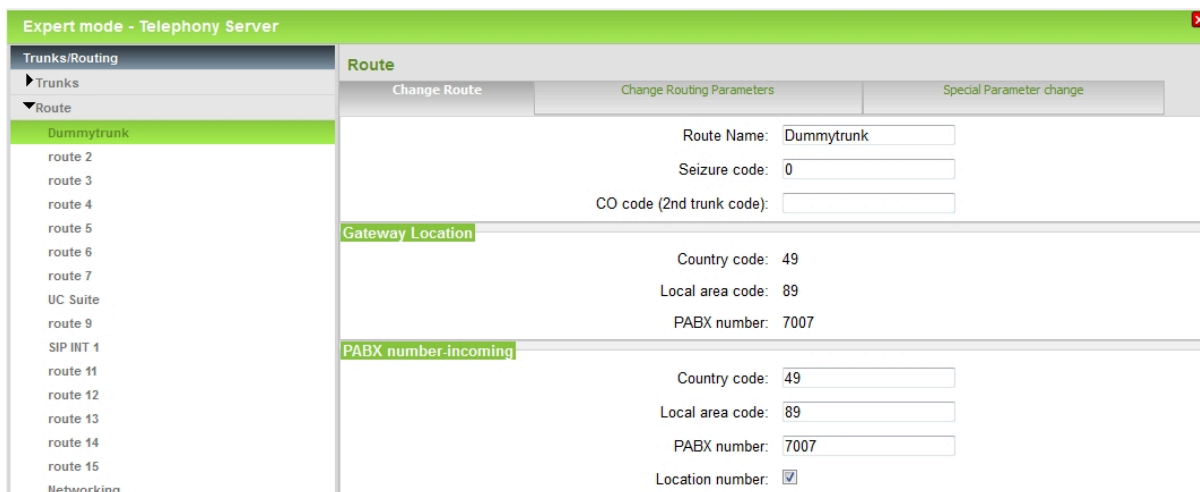 Expert mode - Telephony Server
Trunks/Routing
Trunks
Route
Dummytrunk
route 2
route 3
route 4
route 5
route 6
route 7
UC Suite
route 9
SIP INT 1
route 11
route 12
route 13
route 14
route 15
Networking
Route
Change Route Change Routing Parameters Special Parameter change
Route Name: Dummytrunk
Seizure code: 0
CO code (2nd trunk code):
Gateway Location
Country code: 49
Local area code: 89
PABX number: 7007
PABX number-incoming
Country code: 49
Local area code: 89
PABX number: 7007
Location number: